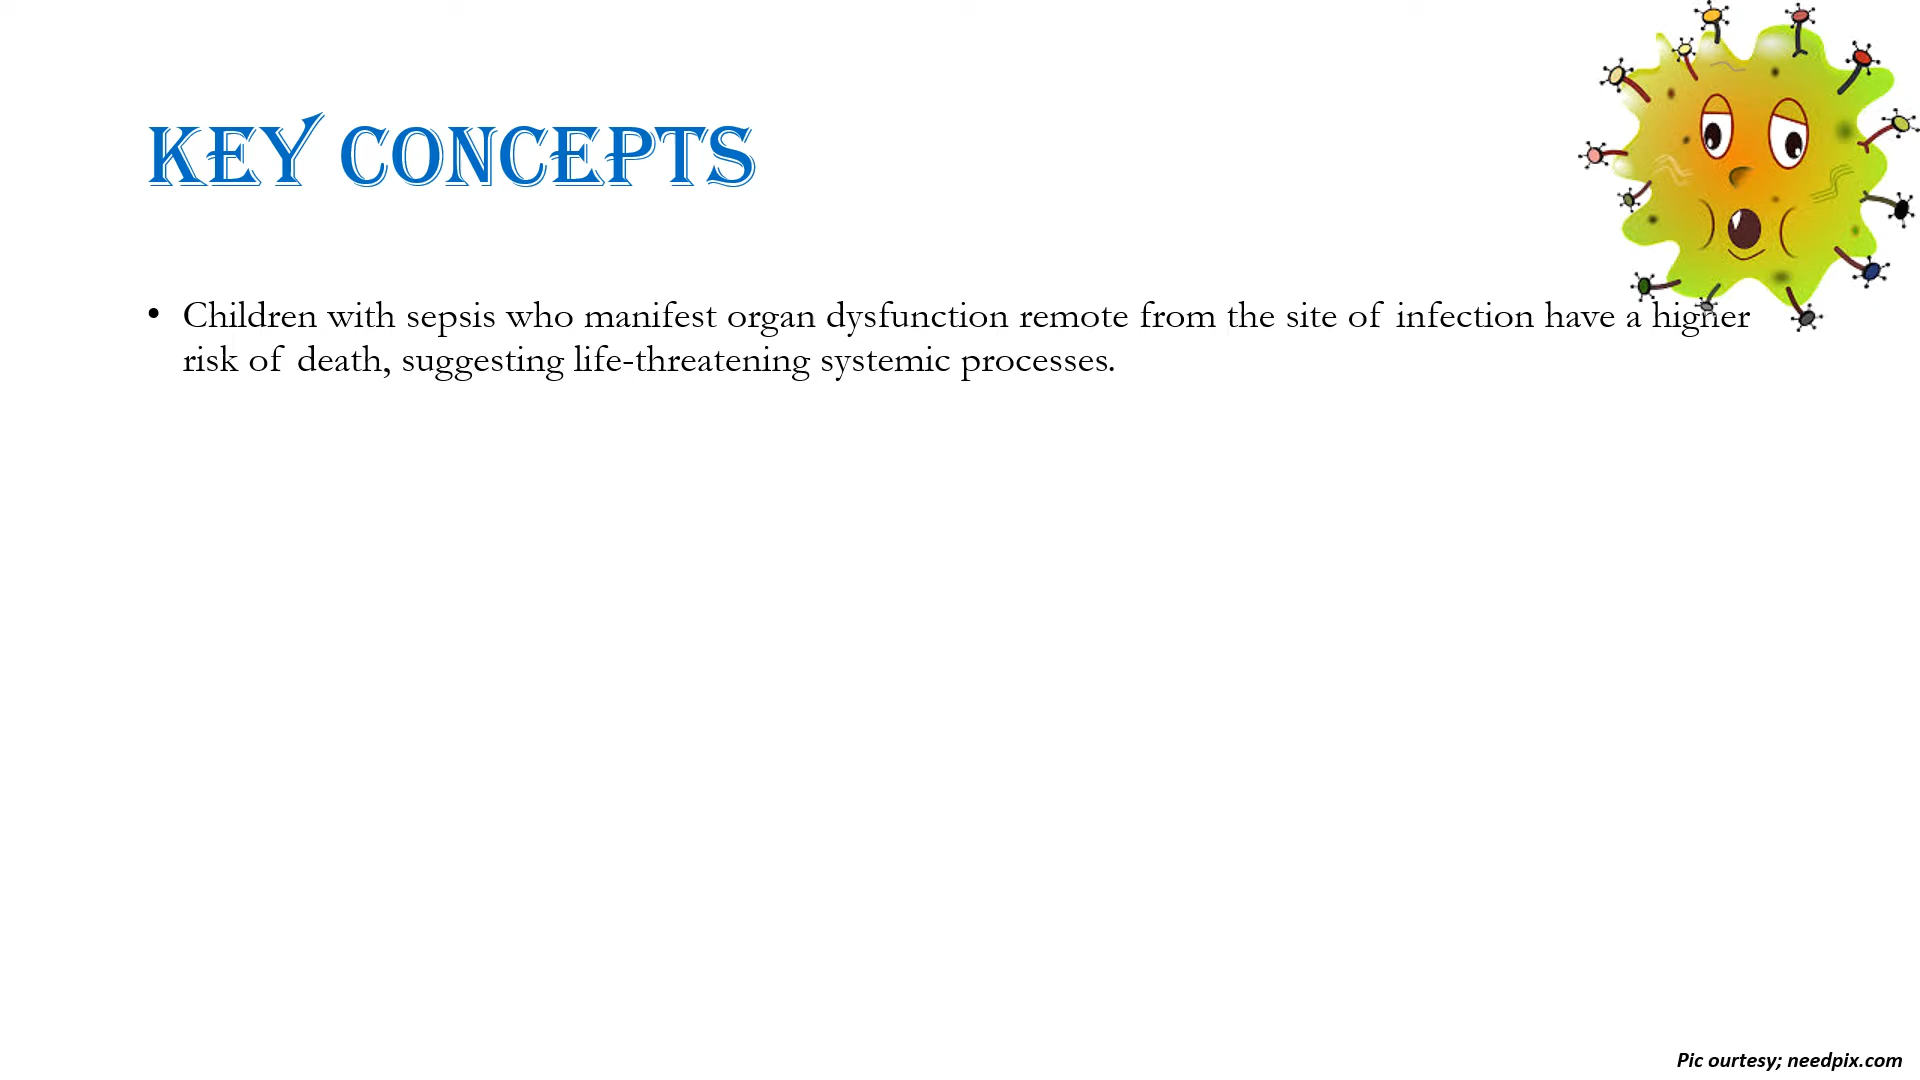 KEY CONCEPTS
• Children with sepsis who manifest organ dysfunction remote from the site of infection have a higher
risk of death, suggesting life-threatening systemic processes.
Pic ourtesy; needpix.com